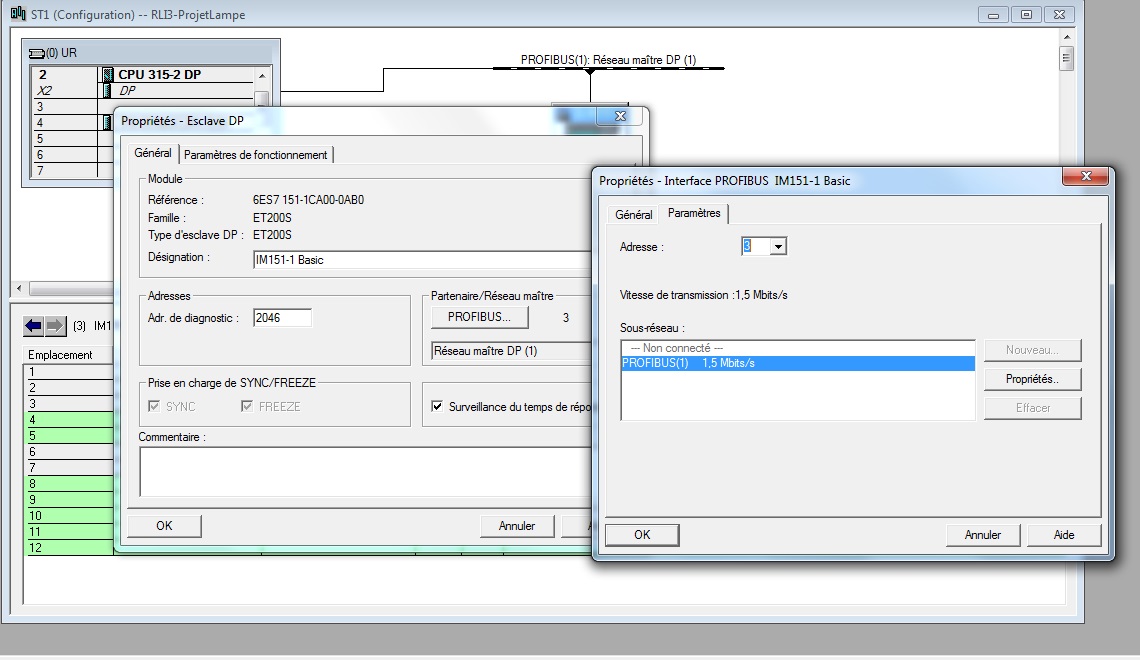 ST1 (Configuration) -- RLI3-ProjetLampe
(0) UR
2 CPU 315-2 DP
X2 DP
3
4
5
6
7
PROFIBUS(1): Réseau maître DP (1)
Propriétés - Esclave DP
Général Paramètres de fonctionnement
Module
Référence : 6ES7 151-1CA00-0AB0
Famille : ET200S
Type d'esclave DP : ET200S
Désignation : IM151-1 Basic
Adresses
Adr. de diagnostic : 2046
Partenaire/Réseau maître
PROFIBUS... 3
Réseau maître DP (1)
Prise en charge de SYNC/FREEZE
SYNC FREEZE
Surveillance du temps de répo
Commentaire :
OK Annuler
Propriétés - Interface PROFIBUS IM151-1 Basic
Général Paramètres
Adresse : 3
Vitesse de transmission :1,5 Mbits/s
Sous-réseau :
--- Non connecté ---
PROFIBUS(1) 1,5 Mbits/s
Nouveau...
Propriétés..
Effacer
OK Annuler Aide
(3) IM1
Emplacement
1
2
3
4
5
6
7
8
9
10
11
12